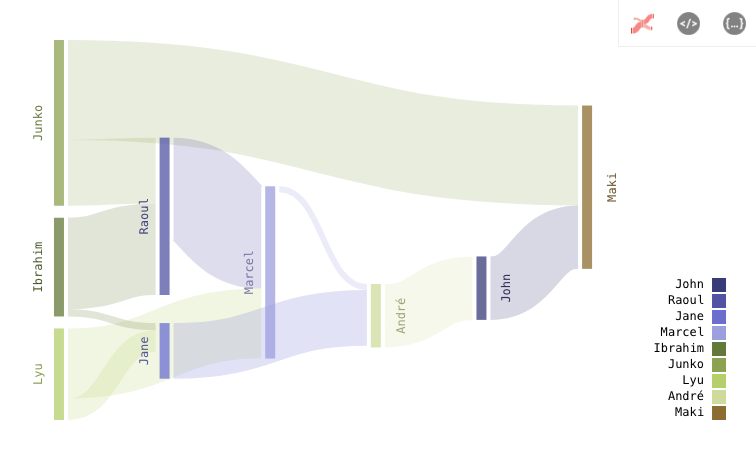 </>
{...}
Junko
Ibrahim
Lyu
Raoul
Jane
Marcel
André
John
Maki
John
Raoul
Jane
Marcel
Ibrahim
Junko
Lyu
André
Maki